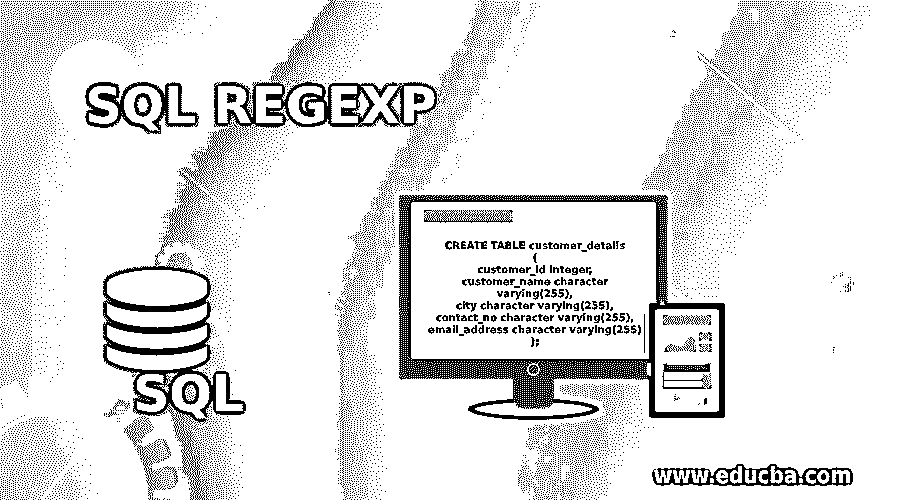 SQL REGEXP
CREATE TABLE customer_details
(
customer_id integer,
customer_name character
varying(255),
city character varying(255),
contact_no character varying(255),
email_address character varying(255)
);
SQL
www.educba.com